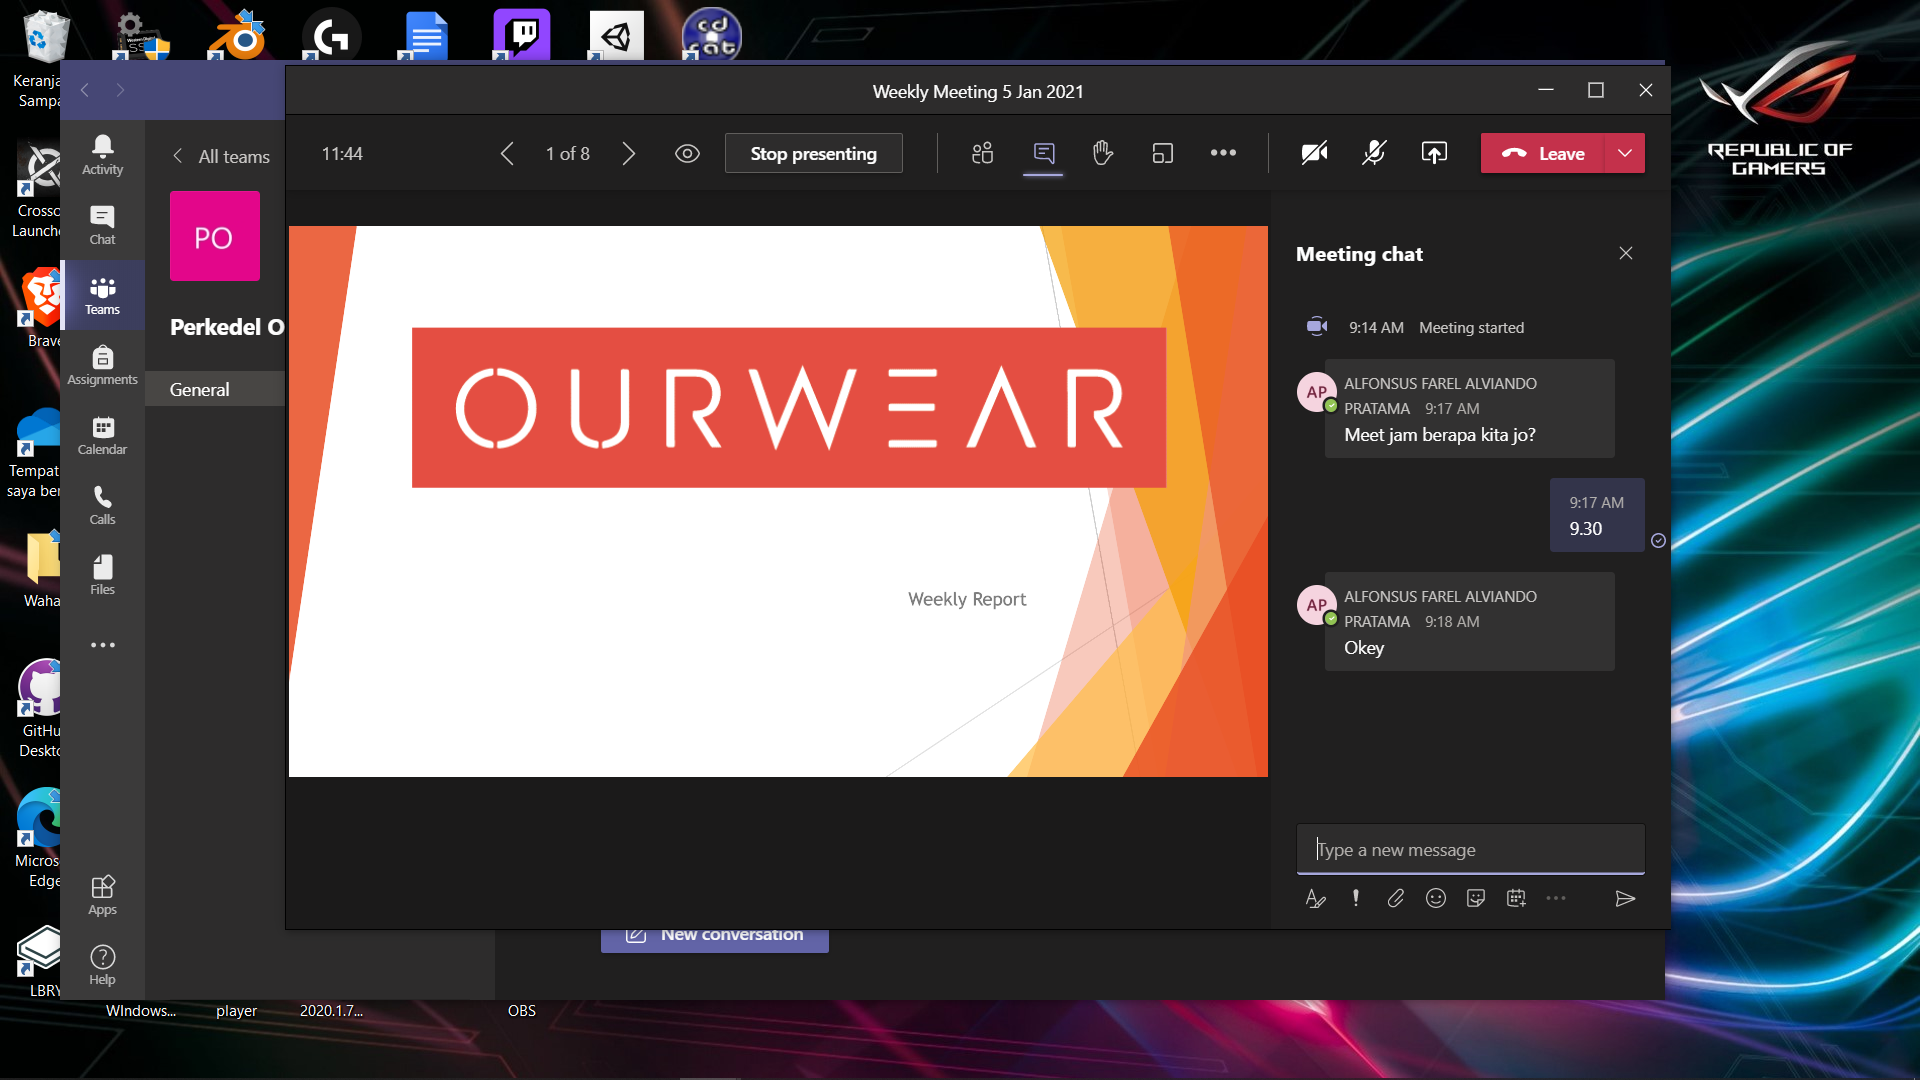 Keranja
Sampa
Crosso
Launche
Brave
Tempat
saya ber
Waha
GitHu
Deskto
Micros
Edge
LBRY
WIndows...
player
2020.1.7...
OBS
REPUBLIC OF
GAMERS
Activity
Chat
Teams
Assignments
Calendar
Calls
Files
Apps
Help
All teams
PO
Perkedel O
General
Weekly Meeting 5 Jan 2021
11:44
1 of 8
Stop presenting
Leave
OURWEAR
Weekly Report
Meeting chat
9:14 AM Meeting started
AP
ALFONSUS FAREL ALVIANDO
PRATAMA 9:17 AM
Meet jam berapa kita jo?
9:17 AM
9.30
AP
ALFONSUS FAREL ALVIANDO
PRATAMA 9:18 AM
Okey
Type a new message
New conversation